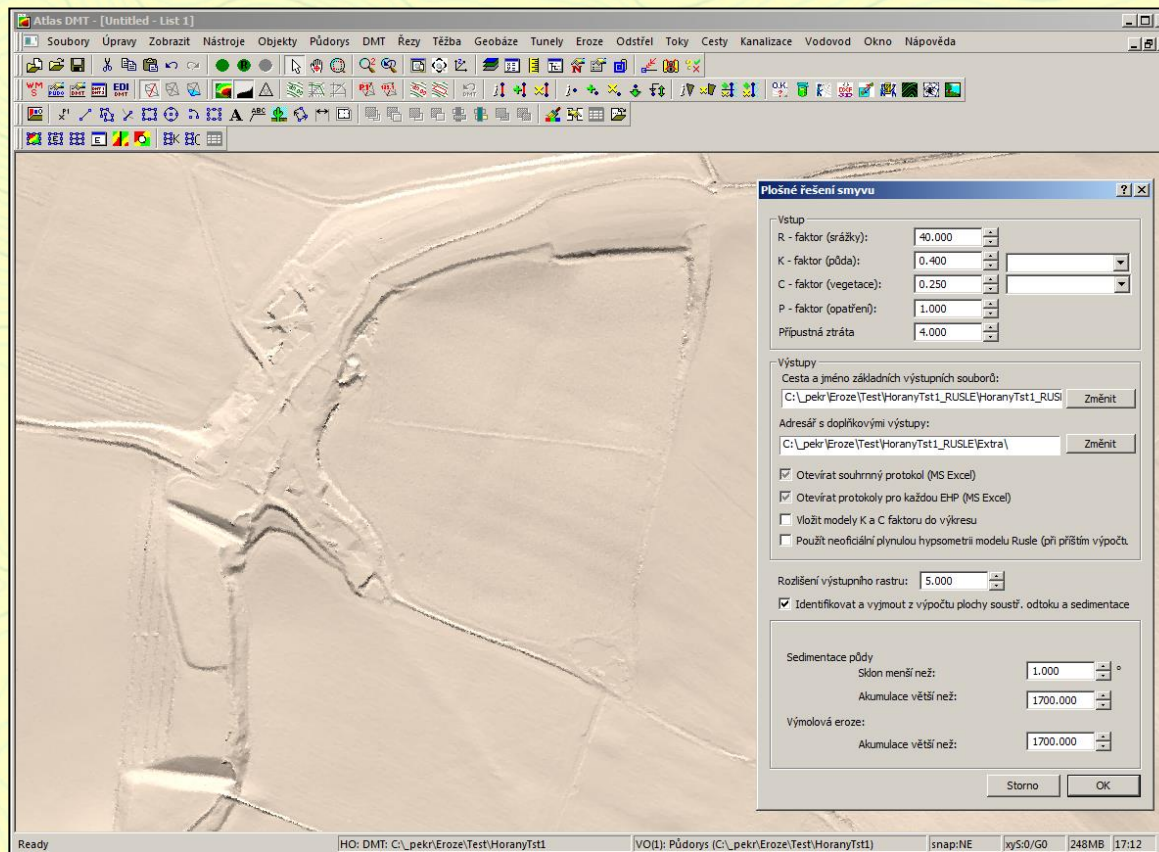 Atlas DMT - [Untitled - List 1]
Soubory Úpravy Zobrazit Nástroje Objekty Půdorys DMT Řezy Těžba Geobáze Tunely Eroze Odstřel Toky Cesty Kanalizace Vodovod Okno Nápověda
Plošné řešení smyvu
Vstup
R - faktor (srážky): 40.000
K - faktor (půda): 0.400
C - faktor (vegetace): 0.250
P - faktor (opatření): 1.000
Přípustná ztráta 4.000
Výstupy
Cesta a jméno základních výstupních souborů:
C:\_pekr\Eroze\Test\HoranyTst1_RUSLE\HoranyTst1_RUSI Změnit
Adresář s doplňkovými výstupy:
C:\_pekr\Eroze\Test\HoranyTst1_RUSLE\Extra\ Změnit
Otevírat souhrnný protokol (MS Excel)
Otevírat protokoly pro každou EHP (MS Excel)
Vložit modely K a C faktoru do výkresu
Použít neoficiální plynulou hypsometrii modelu Rusle (při příštím výpočtu
Rozlišení výstupního rastru: 5.000
Identifikovat a vyjmout z výpočtu plochy soustř. odtoku a sedimentace
Sedimentace půdy
Sklon menší než: 1.000 °
Akumulace větší než: 1700.000
Výmolová eroze:
Akumulace větší než: 1700.000
Storno OK
Ready HO: DMT: C:\_pekr\Eroze\Test\HoranyTst1 VO(1): Půdorys (C:\_pekr\Eroze\Test\HoranyTst1) snap:NE xyS:0/G0 248MB 17:12